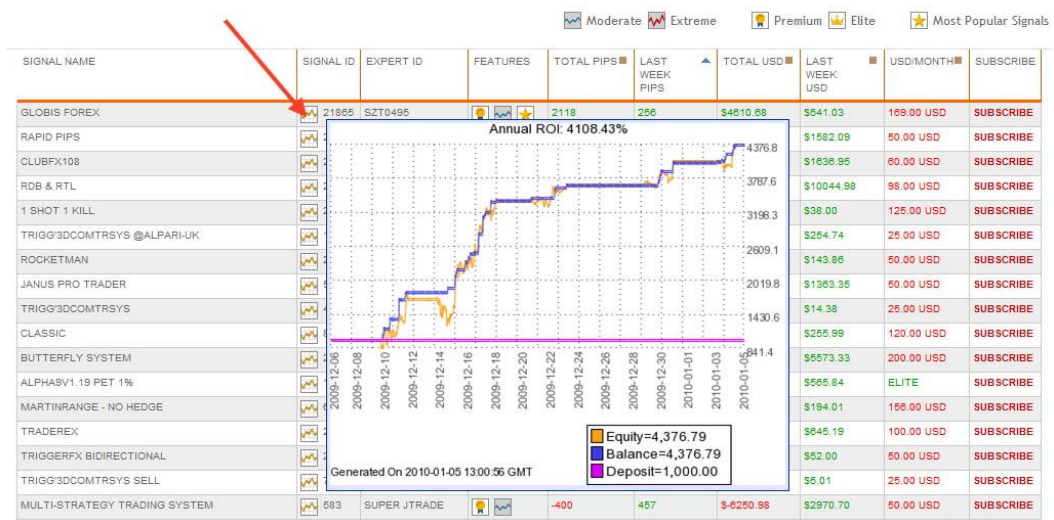 Moderate Extreme Premium Elite Most Popular Signals
SIGNAL NAME SIGNAL ID EXPERT ID FEATURES TOTAL PIPS LAST WEEK PIPS TOTAL USD LAST WEEK USD USD/MONTH SUBSCRIBE
GLOBIS FOREX 21865 SZT0495 2118 256 $4610.68 $541.03 169.00 USD SUBSCRIBE
RAPID PIPS $1582.09 50.00 USD SUBSCRIBE
CLUBFX108 $1636.95 60.00 USD SUBSCRIBE
RDB & RTL $10044.98 98.00 USD SUBSCRIBE
1 SHOT 1 KILL $38.00 125.00 USD SUBSCRIBE
TRIGG'3DCOMTRSYS @ALPARI-UK $254.74 25.00 USD SUBSCRIBE
ROCKETMAN $143.86 50.00 USD SUBSCRIBE
JANUS PRO TRADER $1363.35 50.00 USD SUBSCRIBE
TRIGG'3DCOMTRSYS $14.38 25.00 USD SUBSCRIBE
CLASSIC $255.99 120.00 USD SUBSCRIBE
BUTTERFLY SYSTEM $5573.33 200.00 USD SUBSCRIBE
ALPHA9V1.19 PET 1% $565.84 ELITE SUBSCRIBE
MARTINRANGE - NO HEDGE $194.01 156.00 USD SUBSCRIBE
TRADEREX $645.19 100.00 USD SUBSCRIBE
TRIGGERFX BIDIRECTIONAL $52.00 50.00 USD SUBSCRIBE
TRIGG'3DCOMTRSYS SELL $5.01 25.00 USD SUBSCRIBE
MULTI-STRATEGY TRADING SYSTEM 583 SUPER JTRADE -400 457 $-6250.98 $2970.70 50.00 USD SUBSCRIBE
Annual ROI: 4108.43%
4376.8
3787.6
3198.3
2609.1
2019.8
1430.6
841.4
2009-12-06
2009-12-08
2009-12-10
2009-12-12
2009-12-14
2009-12-16
2009-12-18
2009-12-20
2009-12-22
2009-12-24
2009-12-26
2009-12-28
2009-12-30
2010-01-01
2010-01-03
2010-01-05
Equity=4,376.79
Balance=4,376.79
Deposit=1,000.00
Generated On 2010-01-05 13:00:56 GMT